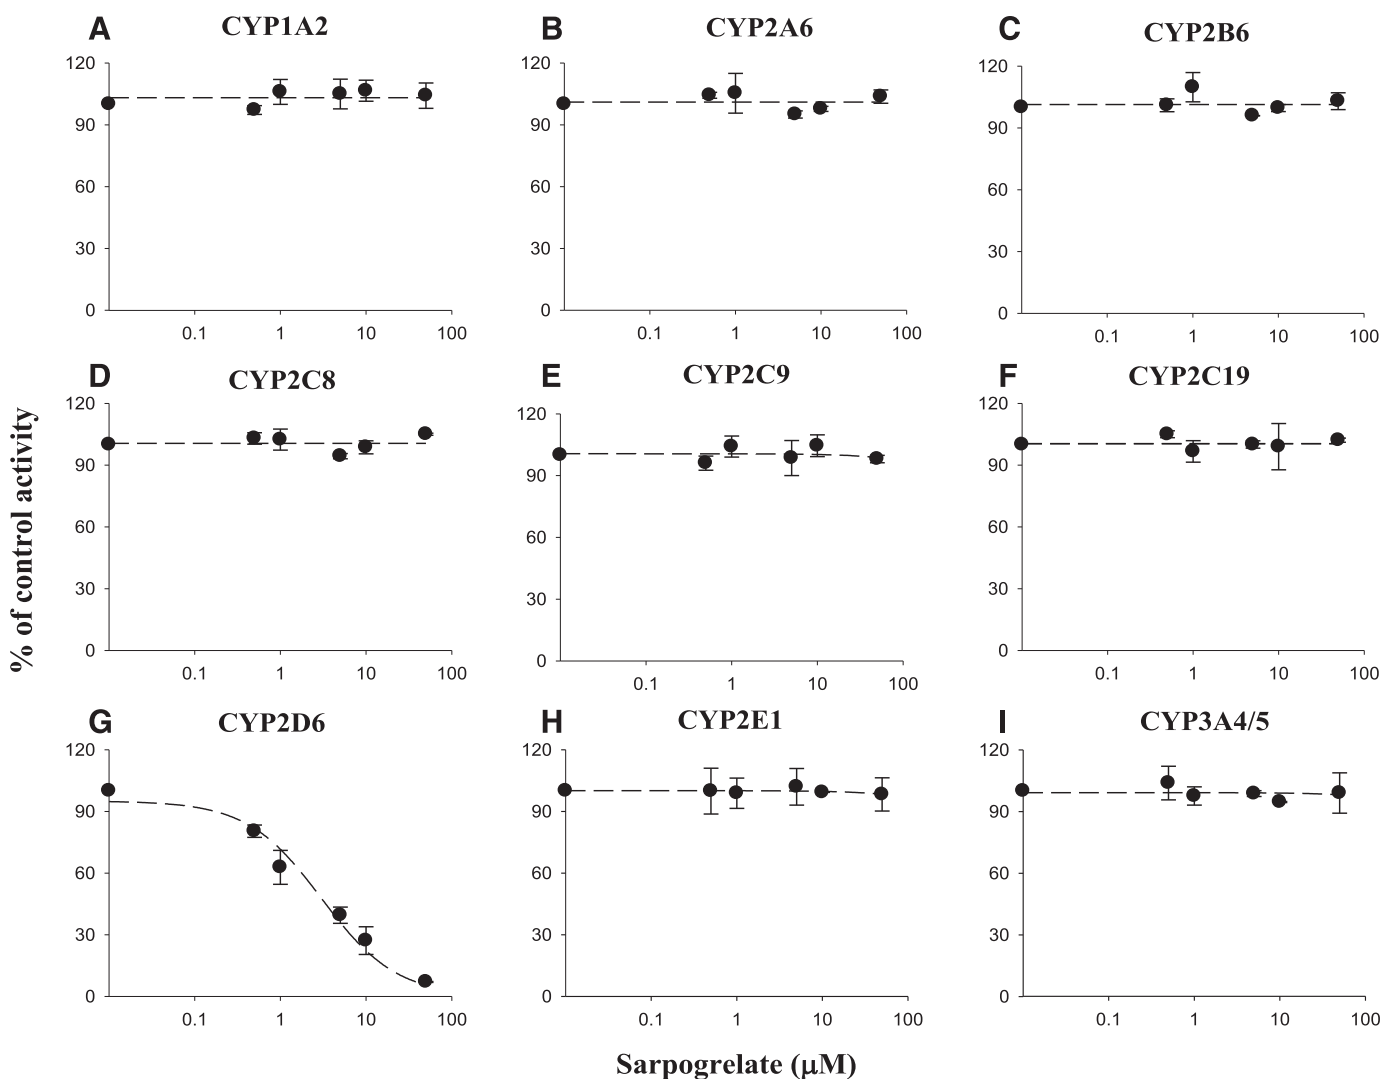 A CYP1A2
120
90
60
30
0
0.1 1 10 100
B CYP2A6
120
90
60
30
0
0.1 1 10 100
C CYP2B6
120
90
60
30
0
0.1 1 10 100
D CYP2C8
120
90
60
30
0
0.1 1 10 100
E CYP2C9
120
90
60
30
0
0.1 1 10 100
F CYP2C19
120
90
60
30
0
0.1 1 10 100
G CYP2D6
120
90
60
30
0
0.1 1 10 100
H CYP2E1
120
90
60
30
0
0.1 1 10 100
I CYP3A4/5
120
90
60
30
0
0.1 1 10 100
% of control activity
Sarpogrelate (μM)